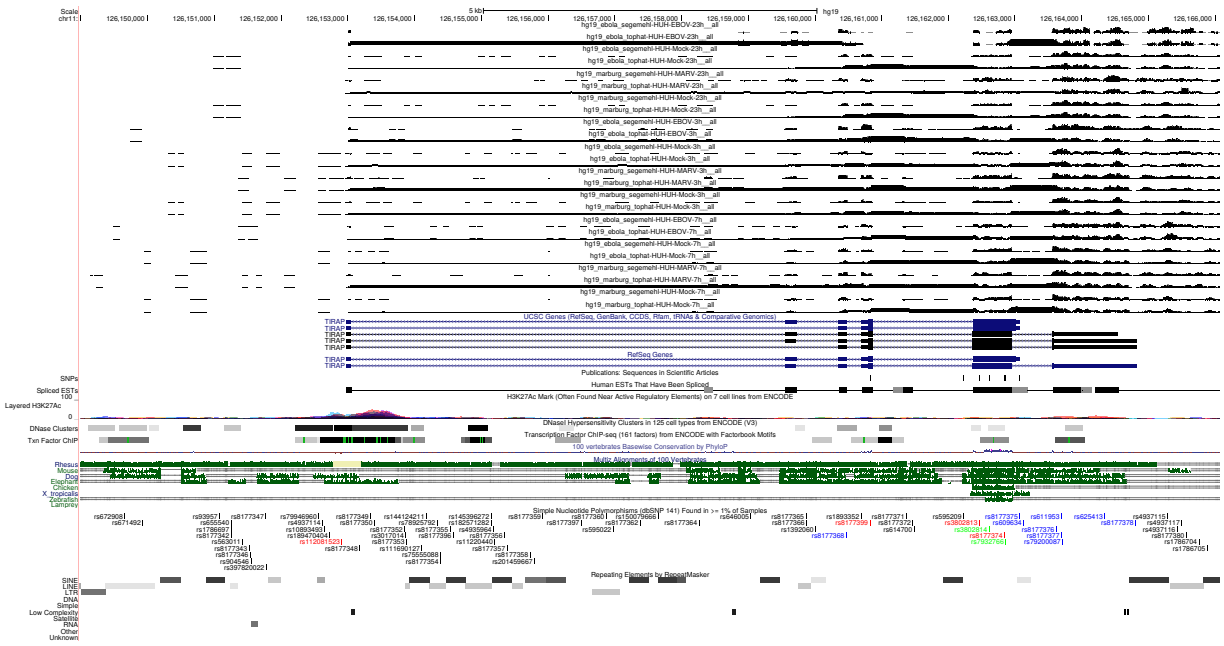 Scale 5 kb hg19
chr11: 126,150,000 126,151,000 126,152,000 126,153,000 126,154,000 126,155,000 126,156,000 126,157,000 126,158,000 126,159,000 126,160,000 126,161,000 126,162,000 126,163,000 126,164,000 126,165,000 126,166,000
hg19_ebola_segemehl-HUH-EBOV-23h__all
hg19_ebola_tophat-HUH-EBOV-23h__all
hg19_ebola_segemehl-HUH-Mock-23h__all
hg19_ebola_tophat-HUH-Mock-23h__all
hg19_marburg_segemehl-HUH-MARV-23h__all
hg19_marburg_tophat-HUH-MARV-23h__all
hg19_marburg_segemehl-HUH-Mock-23h__all
hg19_marburg_tophat-HUH-Mock-23h__all
hg19_ebola_segemehl-HUH-EBOV-3h__all
hg19_ebola_tophat-HUH-EBOV-3h__all
hg19_ebola_segemehl-HUH-Mock-3h__all
hg19_ebola_tophat-HUH-Mock-3h__all
hg19_marburg_segemehl-HUH-MARV-3h__all
hg19_marburg_tophat-HUH-MARV-3h__all
hg19_marburg_segemehl-HUH-Mock-3h__all
hg19_marburg_tophat-HUH-Mock-3h__all
hg19_ebola_segemehl-HUH-EBOV-7h__all
hg19_ebola_tophat-HUH-EBOV-7h__all
hg19_ebola_segemehl-HUH-Mock-7h__all
hg19_ebola_tophat-HUH-Mock-7h__all
hg19_marburg_segemehl-HUH-MARV-7h__all
hg19_marburg_tophat-HUH-MARV-7h__all
hg19_marburg_segemehl-HUH-Mock-7h__all
hg19_marburg_tophat-HUH-Mock-7h__all
UCSC Genes (RefSeq, GenBank, CCDS, Rfam, tRNAs & Comparative Genomics)
TIRAP
TIRAP
TIRAP
TIRAP
TIRAP
RefSeq Genes
TIRAP
TIRAP
Publications: Sequences in Scientific Articles
SNPs
Human ESTs That Have Been Spliced
Spliced ESTs
H3K27Ac Mark (Often Found Near Active Regulatory Elements) on 7 cell lines from ENCODE
100
Layered H3K27Ac
0
DNase Hypersensitivity Clusters in 125 cell types from ENCODE (V3)
DNase Clusters
Transcription Factor ChIP-seq (161 factors) from ENCODE with Factorbook Motifs
Txn Factor ChIP
100 vertebrates Basewise Conservation by PhyloP
Multiz Alignments of 100 Vertebrates
Rhesus
Mouse
Dog
Elephant
Chicken
X_tropicalis
Zebrafish
Lamprey
Simple Nucleotide Polymorphisms (dbSNP 141) Found in >= 1% of Samples
rs672908 rs93957 rs8177347 rs79946960 rs8177349 rs144124211 rs145396272 rs8177359 rs8177360 rs150079666 rs646005 rs8177366 rs1893352 rs8177371 rs595209 rs8177375 rs611953 rs625413 rs4945115
rs671492 rs655540 rs4937114 rs8177350 rs78925792 rs182571282 rs8177397 rs8177362 rs8177364 rs1392060 rs8177399 rs8177372 rs3802813 rs609634 rs8177378 rs4937117
rs1786697 rs10893493 rs8177352 rs8177355 rs4935964 rs595022 rs8177368 rs614700 rs3802814 rs8177376 rs4937116
rs8177342 rs189470404 rs3017014 rs8177396 rs8177356 rs8177374 rs8177377 rs8177380
rs563011 rs112081523 rs8177353 rs11220440 rs7932766 rs79200087 rs1786704
rs8177343 rs8177348 rs111690127 rs8177357 rs1786705
rs8177346 rs75555088 rs8177358
rs904546 rs8177354 rs201459667
rs397820022
Repeating Elements by RepeatMasker
SINE
LINE
LTR
DNA
Simple
Low Complexity
Satellite
RNA
Other
Unknown